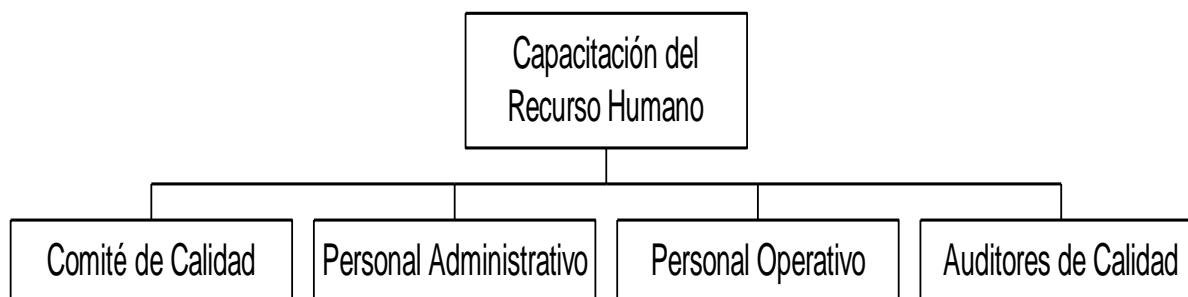 Capacitación del
Recurso Humano
Comité de Calidad
Personal Administrativo
Personal Operativo
Auditores de Calidad